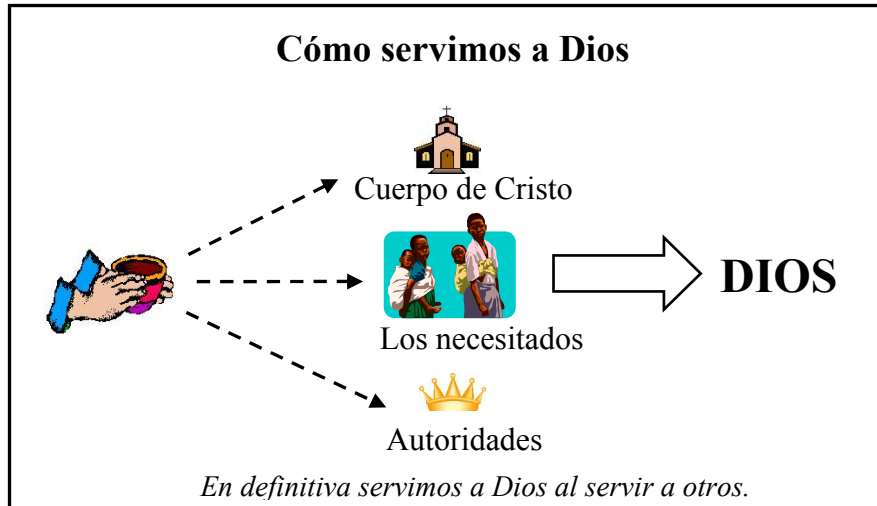 Cómo servimos a Dios
Cuerpo de Cristo
Los necesitados
DIOS
Autoridades
En definitiva servimos a Dios al servir a otros.